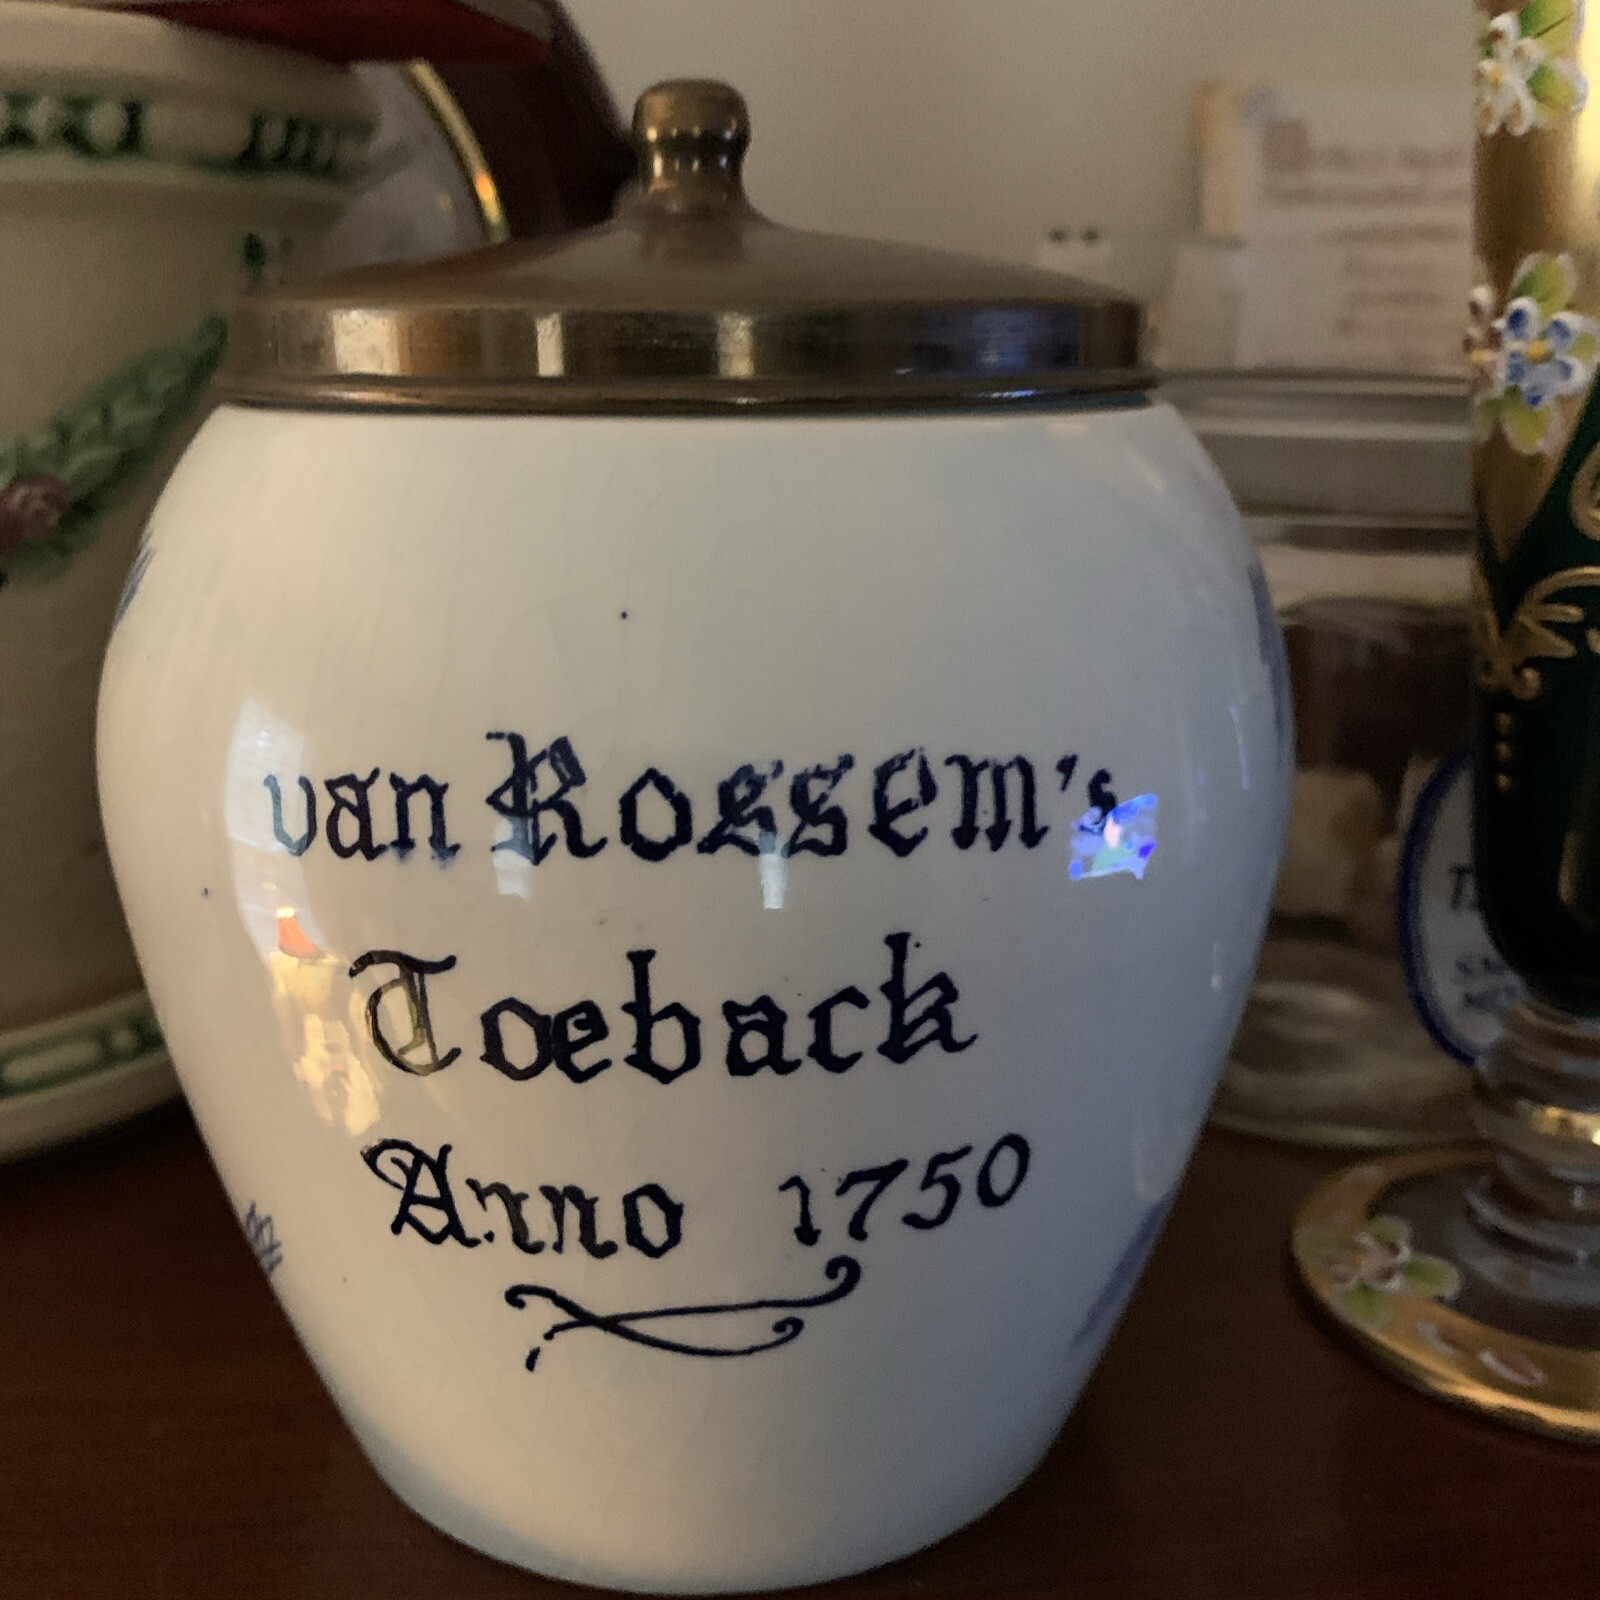 van Rossem's
Toeback
Anno 1750